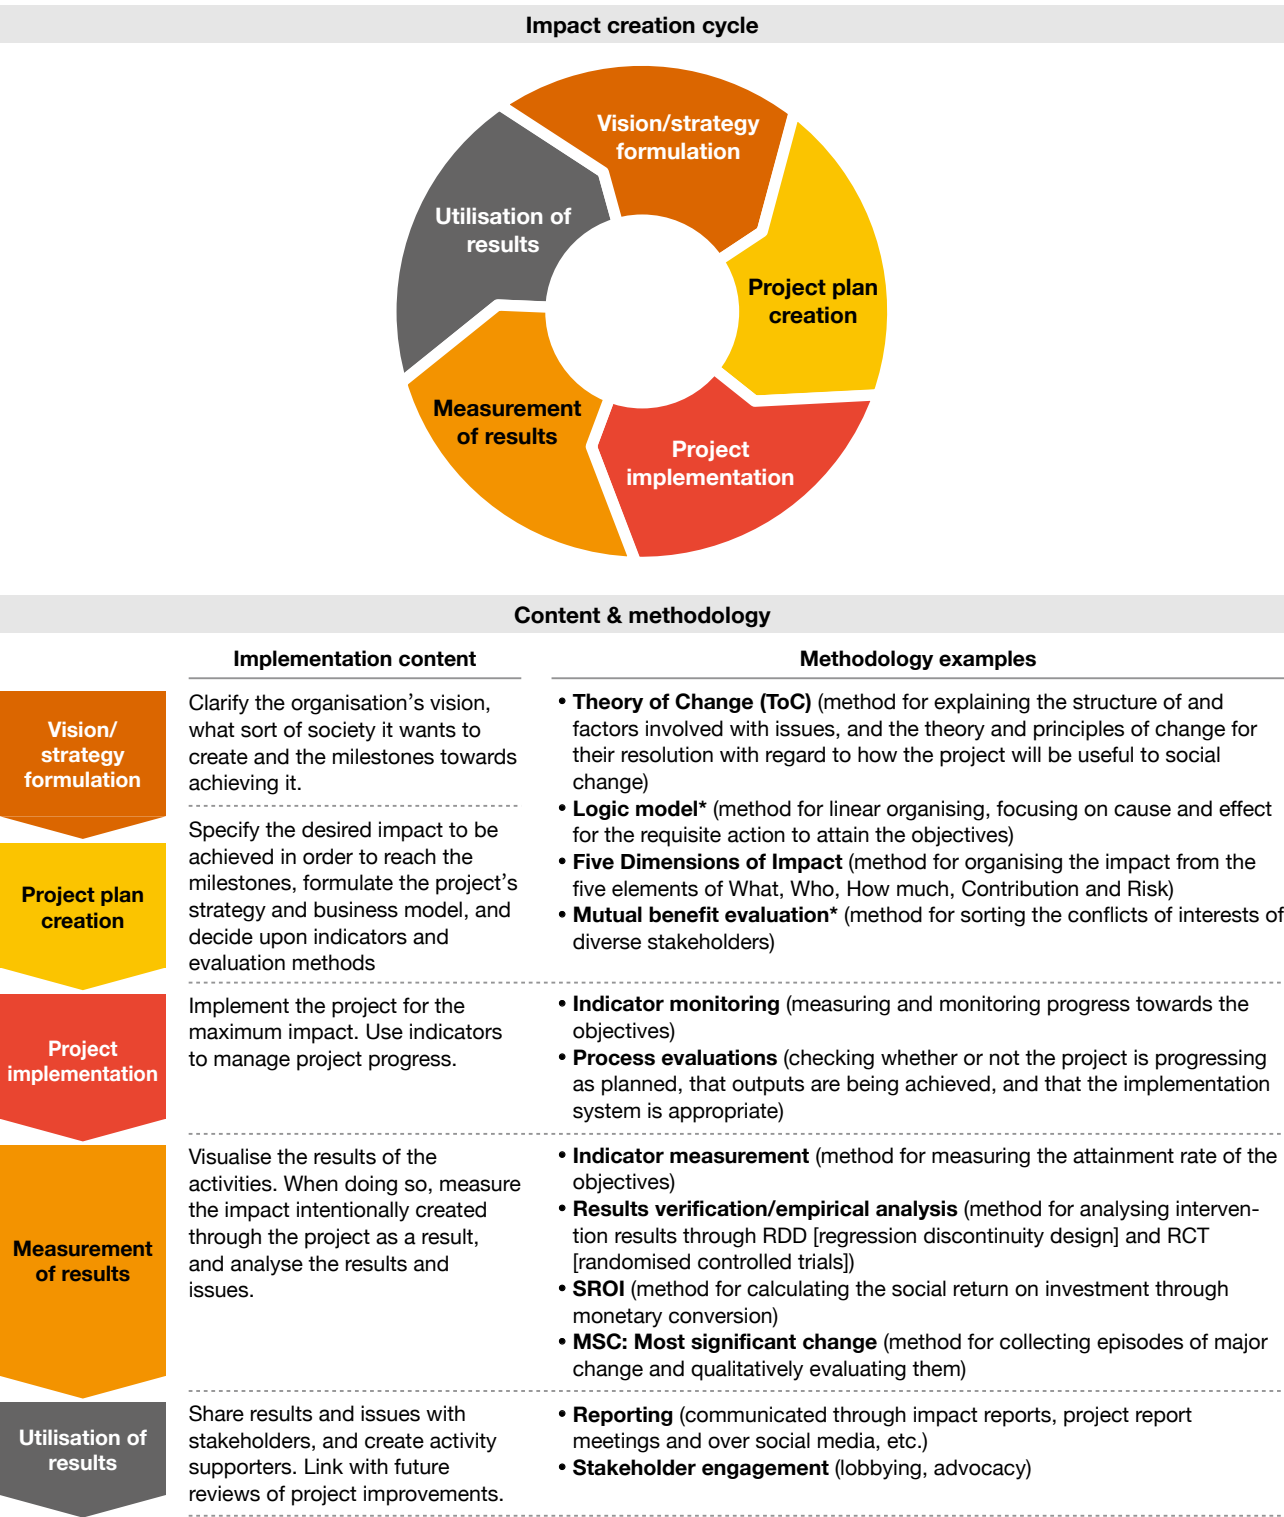 Impact creation cycle
Vision/strategy
formulation
Project plan
creation
Project
implementation
Measurement
of results
Utilisation of
results
Content & methodology
Implementation content
Methodology examples
Vision/
strategy
formulation
Clarify the organisation’s vision,
what sort of society it wants to
create and the milestones towards
achieving it.
Project plan
creation
Specify the desired impact to be
achieved in order to reach the
milestones, formulate the project’s
strategy and business model, and
decide upon indicators and
evaluation methods
• Theory of Change (ToC) (method for explaining the structure of and
factors involved with issues, and the theory and principles of change for
their resolution with regard to how the project will be useful to social
change)
• Logic model* (method for linear organising, focusing on cause and effect
for the requisite action to attain the objectives)
• Five Dimensions of Impact (method for organising the impact from the
five elements of What, Who, How much, Contribution and Risk)
• Mutual benefit evaluation* (method for sorting the conflicts of interests of
diverse stakeholders)
Project
implementation
Implement the project for the
maximum impact. Use indicators
to manage project progress.
• Indicator monitoring (measuring and monitoring progress towards the
objectives)
• Process evaluations (checking whether or not the project is progressing
as planned, that outputs are being achieved, and that the implementation
system is appropriate)
Measurement
of results
Visualise the results of the
activities. When doing so, measure
the impact intentionally created
through the project as a result,
and analyse the results and
issues.
• Indicator measurement (method for measuring the attainment rate of the
objectives)
• Results verification/empirical analysis (method for analysing interven-
tion results through RDD [regression discontinuity design] and RCT
[randomised controlled trials])
• SROI (method for calculating the social return on investment through
monetary conversion)
• MSC: Most significant change (method for collecting episodes of major
change and qualitatively evaluating them)
Utilisation of
results
Share results and issues with
stakeholders, and create activity
supporters. Link with future
reviews of project improvements.
• Reporting (communicated through impact reports, project report
meetings and over social media, etc.)
• Stakeholder engagement (lobbying, advocacy)